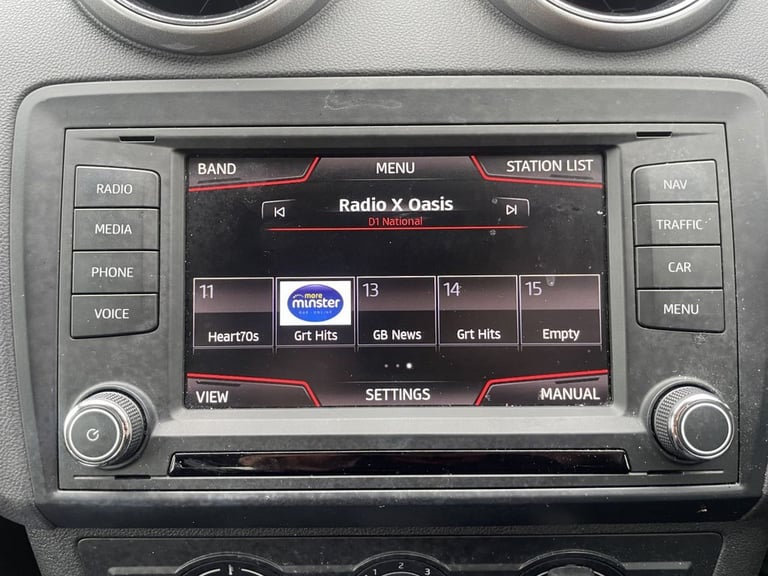 BAND MENU STATION LIST
Radio X Oasis
D1 National
RADIO
MEDIA
PHONE
VOICE
NAV
TRAFFIC
CAR
MENU
11 13 14 15
more
minster
Heart70s Grt Hits GB News Grt Hits Empty
VIEW SETTINGS MANUAL
1 2 3